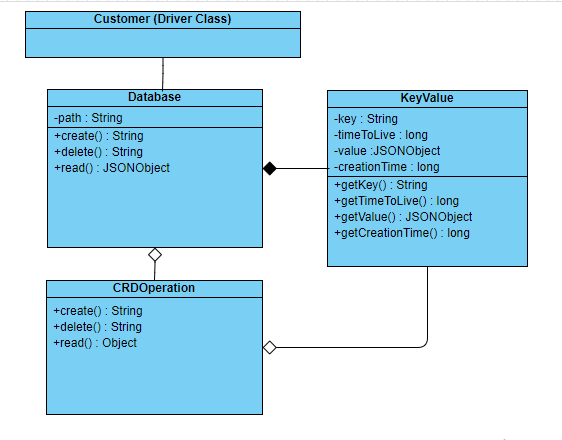 Customer (Driver Class)
Database
-path : String
+create() : String
+delete() : String
+read() : JSONObject
KeyValue
-key : String
-timeToLive : long
-value :JSONObject
-creationTime : long
+getKey() : String
+getTimeToLive() : long
+getValue() : JSONObject
+getCreationTime() : long
CRDOperation
+create() : String
+delete() : String
+read() : Object